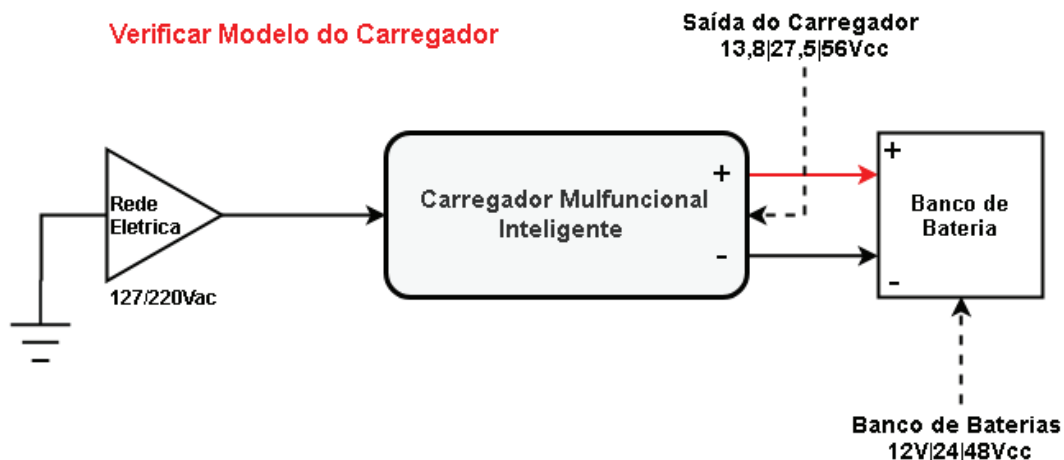 Verificar Modelo do Carregador
Saída do Carregador
13,8|27,5|56Vcc
Rede
Eletrica
127/220Vac
Carregador Mulfuncional
Inteligente
+
-
+
-
Banco de
Bateria
Banco de Baterias
12V|24|48Vcc